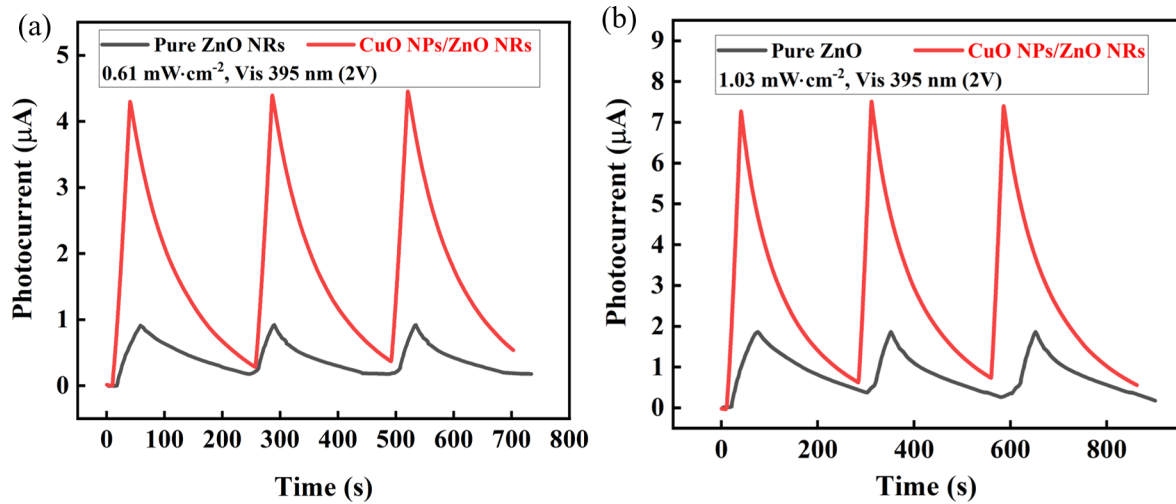 (a)
Pure ZnO NRs CuO NPs/ZnO NRs
0.61 mW·cm⁻², Vis 395 nm (2V)
Photocurrent (μA)
5
4
3
2
1
0
0 100 200 300 400 500 600 700 800
Time (s)
(b)
Pure ZnO CuO NPs/ZnO NRs
1.03 mW·cm⁻², Vis 395 nm (2V)
Photocurrent (μA)
9
8
7
6
5
4
3
2
1
0
0 200 400 600 800
Time (s)